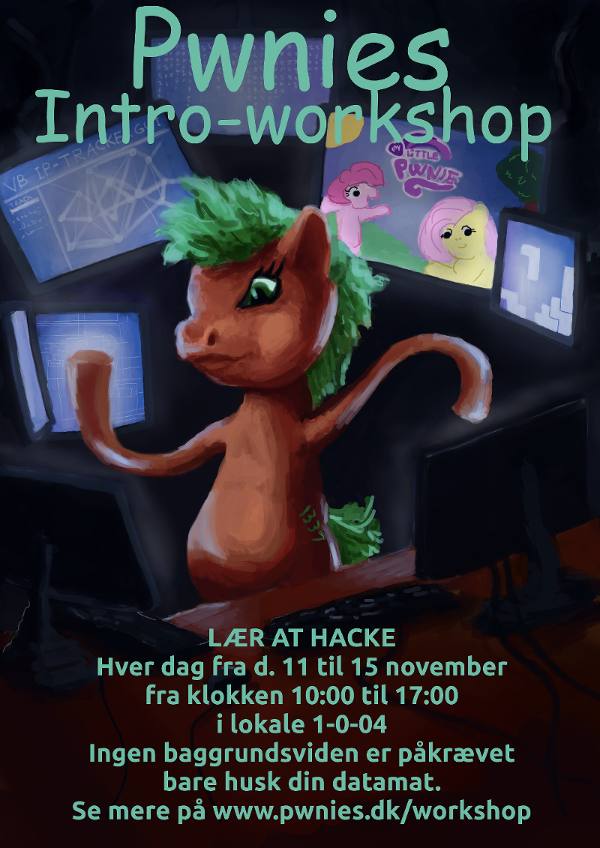 Pwnies
Intro-workshop
VB IP-TRACKER
MY
LITTLE
PWNIE
1337
LÆR AT HACKE
Hver dag fra d. 11 til 15 november
fra klokken 10:00 til 17:00
i lokale 1-0-04
Ingen baggrundsviden er påkrævet
bare husk din datamat.
Se mere på www.pwnies.dk/workshop